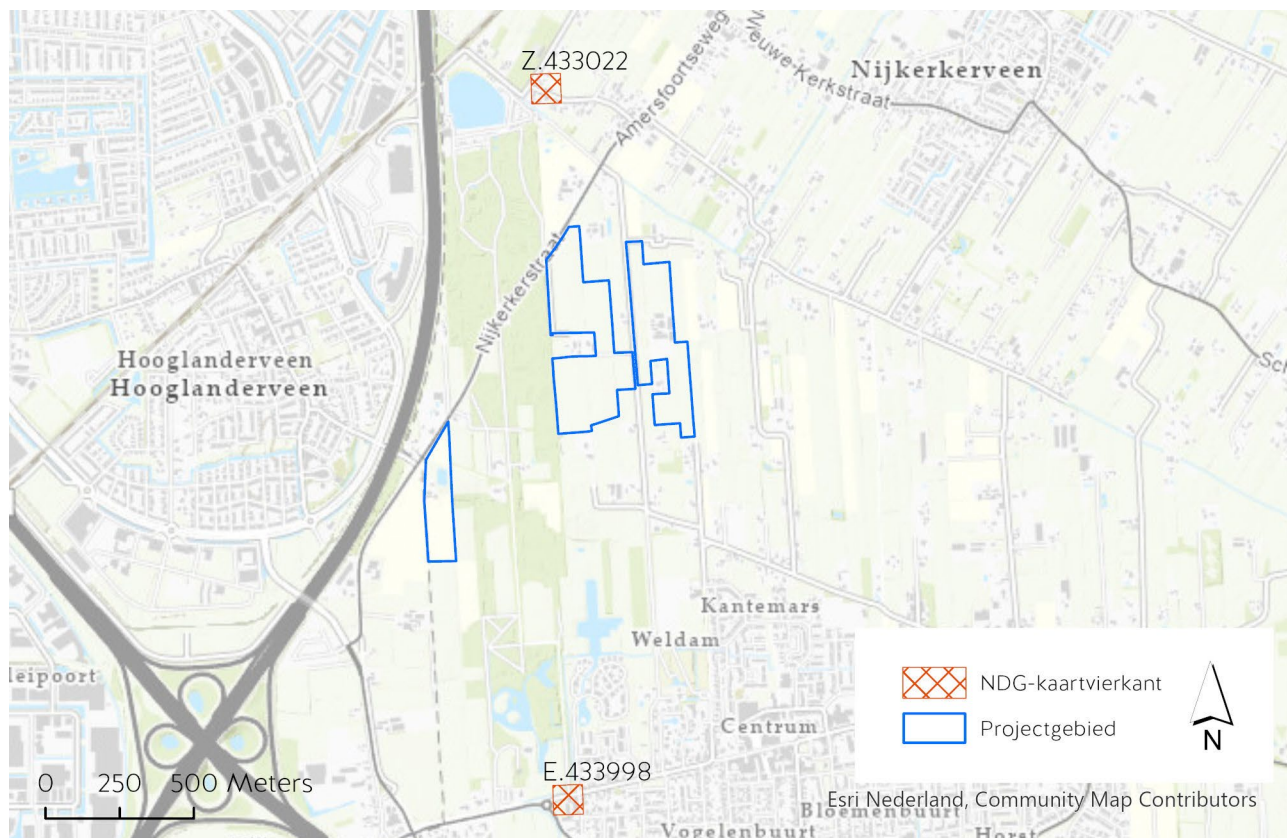 Z.433022
Nijkerkerveen
Nieuwe Kerkstraat
Amersfoortseweg
Nijkerkerstraat
Hooglanderveen
Hooglanderveen
Sch
Kantemars
Weldam
leipoort
Centrum
NDG-kaartvierkant
Projectgebied
N
0 250 500 Meters
E.433998
Esri Nederland, Community Map Contributors
Bloemenbuurt
Vogelenbuurt
Horst